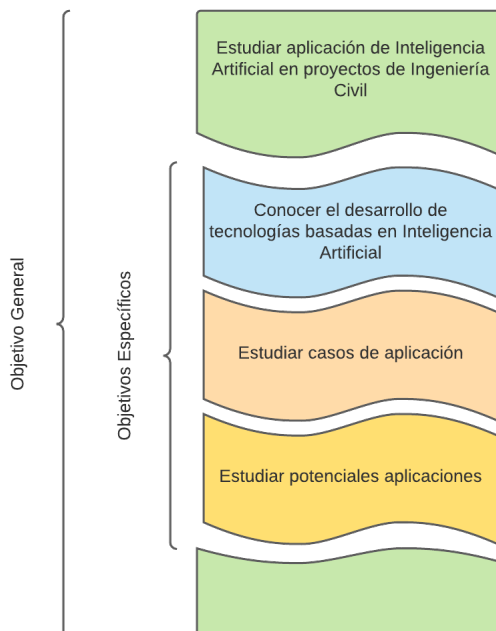 Estudiar aplicación de Inteligencia
Artificial en proyectos de Ingeniería
Civil
Conocer el desarrollo de
tecnologías basadas en Inteligencia
Artificial
Estudiar casos de aplicación
Estudiar potenciales aplicaciones
Objetivo General
Objetivos Específicos